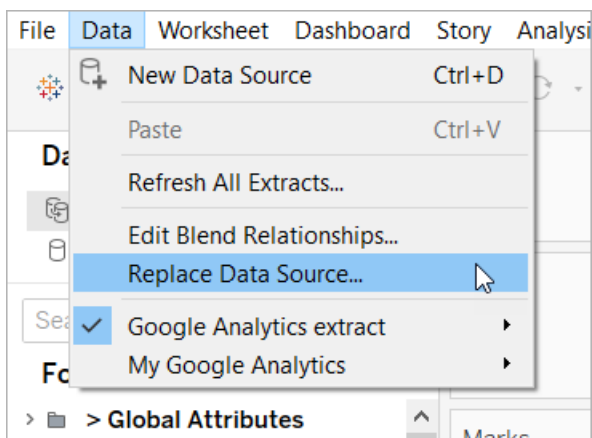 File Data Worksheet Dashboard Story
New Data Source Ctrl+D
Paste Ctrl+V
Refresh All Extracts...
Edit Blend Relationships...
Replace Data Source...
Google Analytics extract
My Google Analytics
> Global Attributes